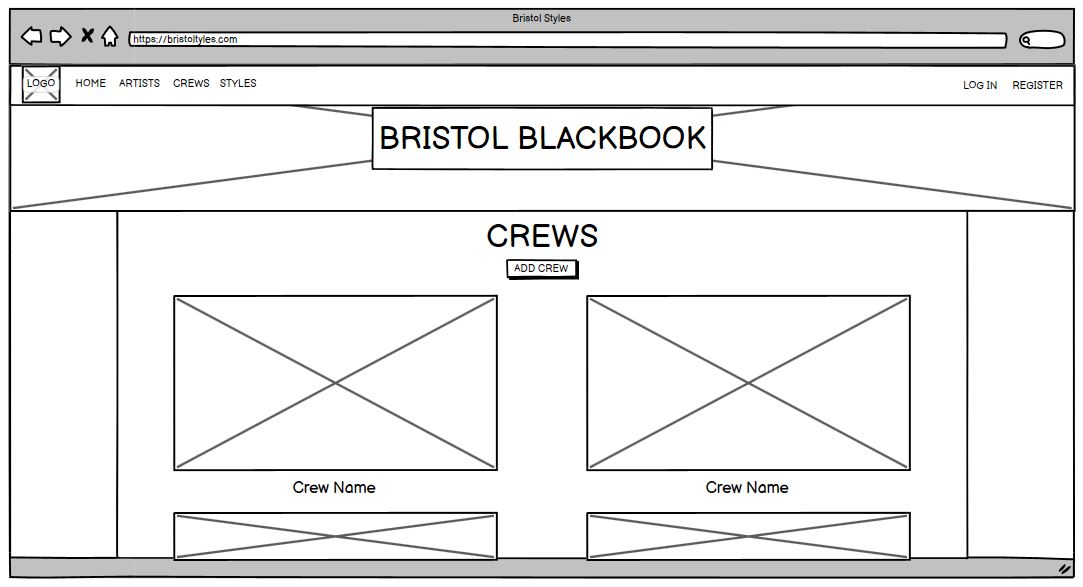 Bristol Styles
https://bristoltyles.com
LOGO HOME ARTISTS CREWS STYLES LOG IN REGISTER
BRISTOL BLACKBOOK
CREWS
ADD CREW
Crew Name Crew Name